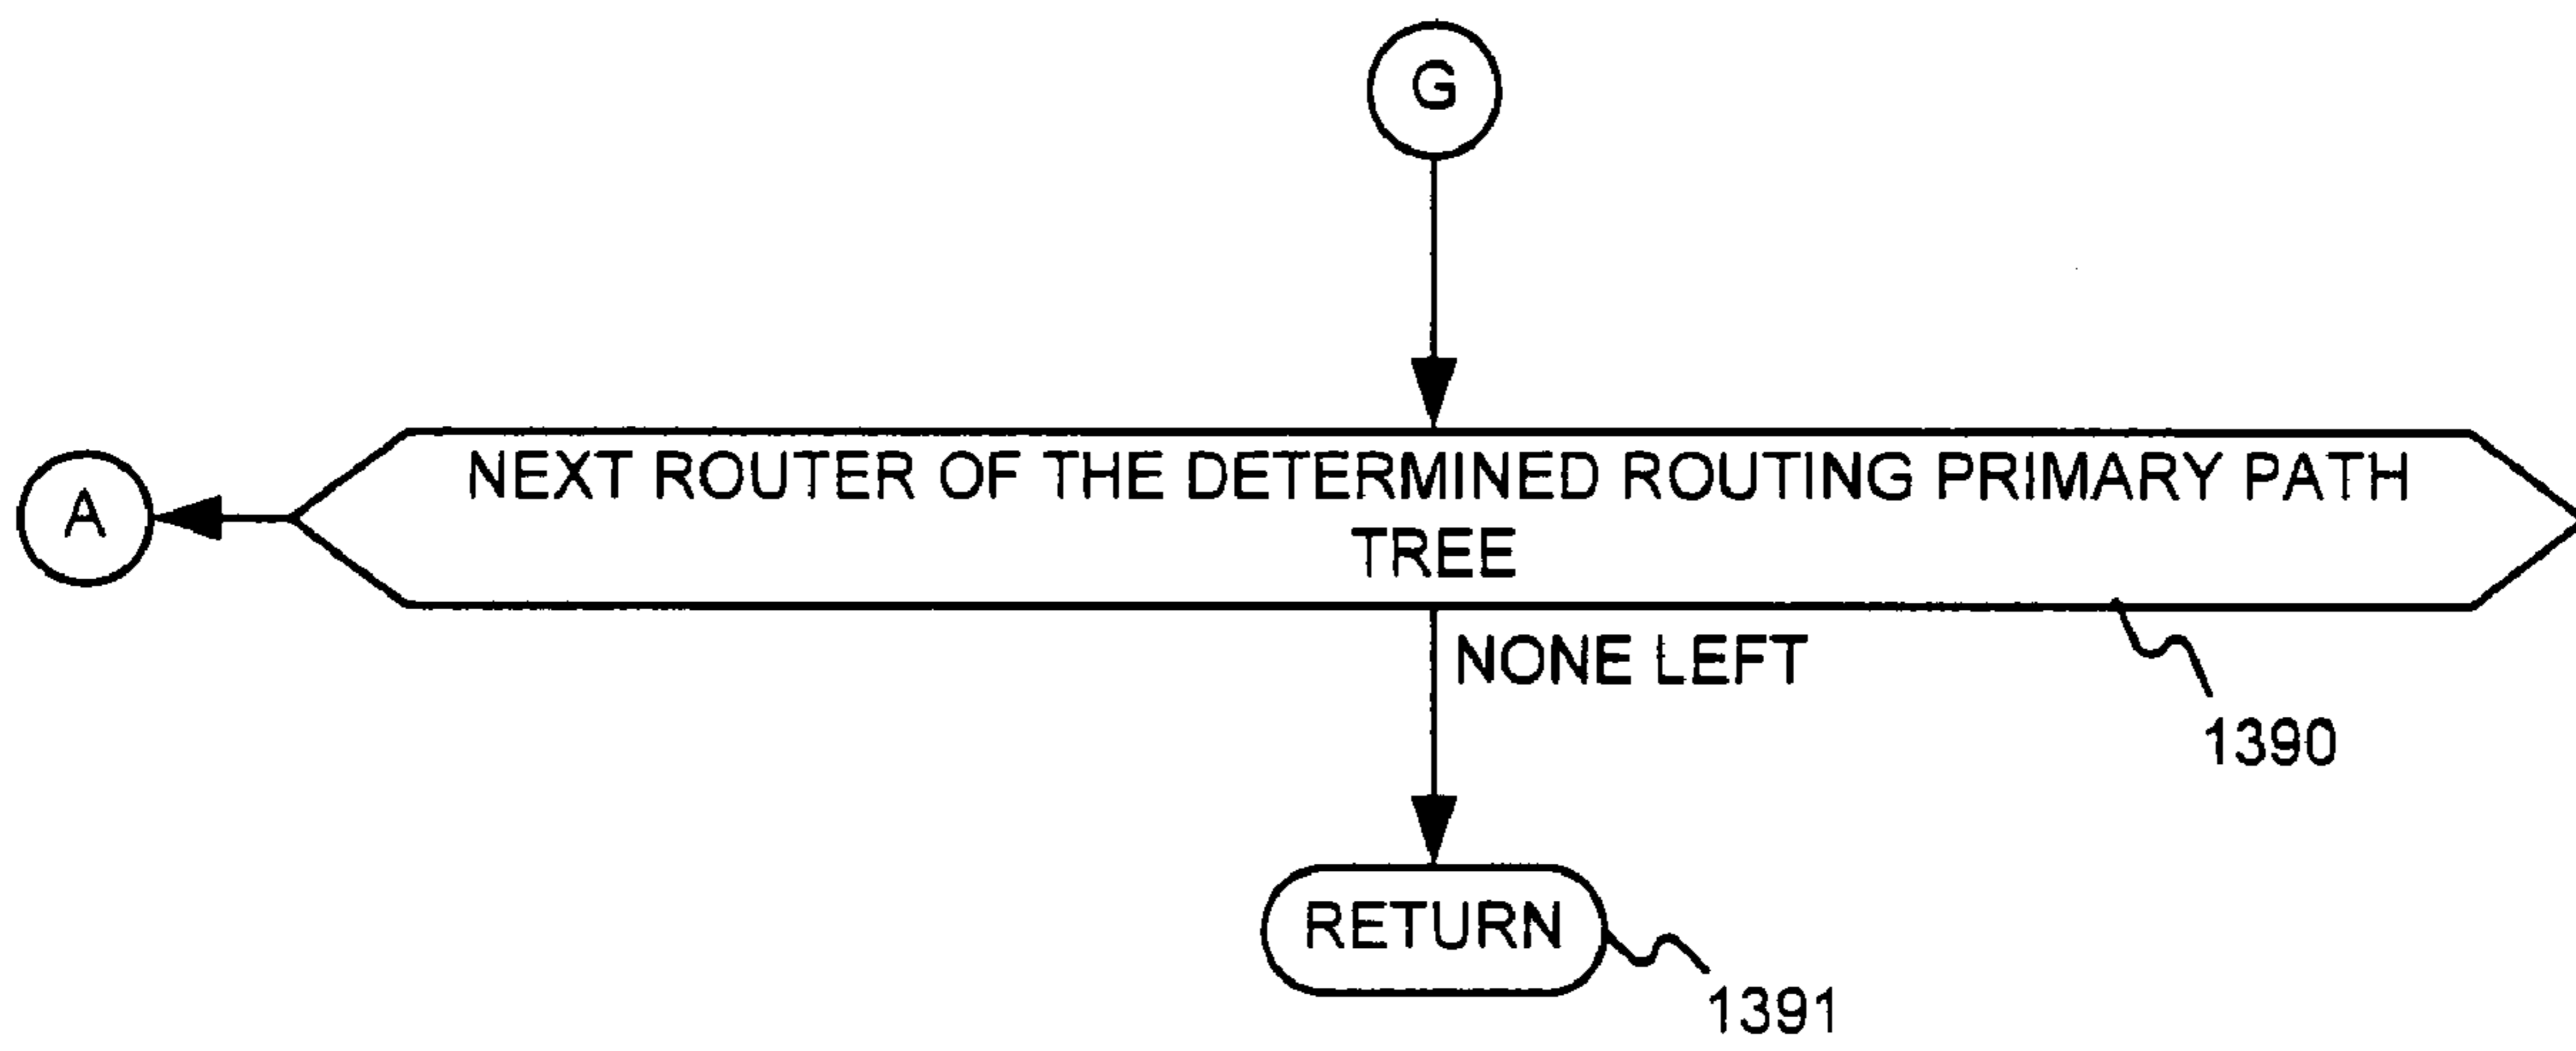 G
A
NEXT ROUTER OF THE DETERMINED ROUTING PRIMARY PATH
TREE
NONE LEFT
1390
RETURN
1391